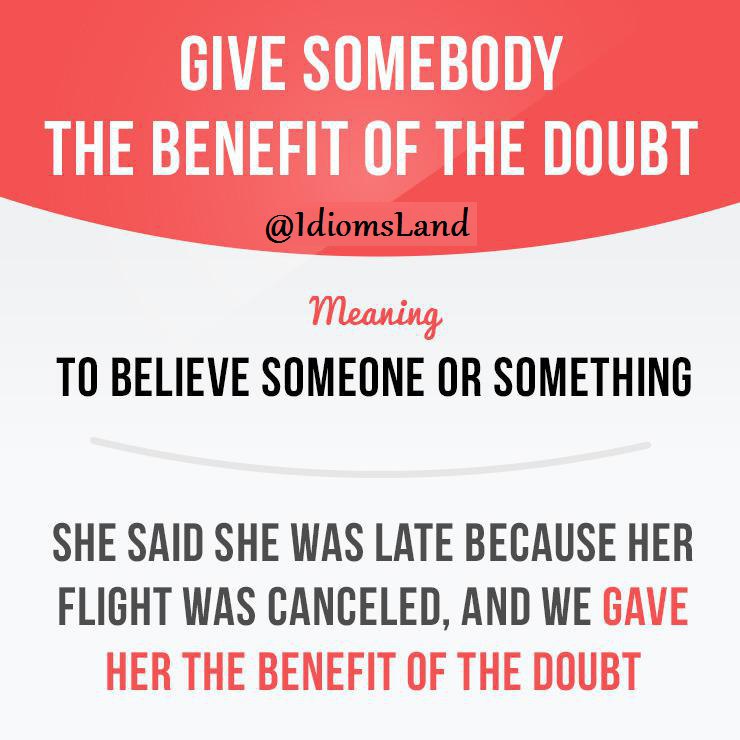 GIVE SOMEBODY
THE BENEFIT OF THE DOUBT
@IdiomsLand
Meaning
TO BELIEVE SOMEONE OR SOMETHING
SHE SAID SHE WAS LATE BECAUSE HER
FLIGHT WAS CANCELED, AND WE GAVE
HER THE BENEFIT OF THE DOUBT